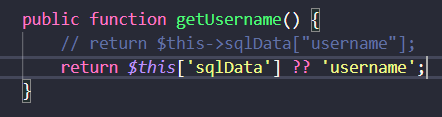 public function getUsername() {
// return $this->sqlData["username"];
return $this['sqlData'] ?? 'username';
}